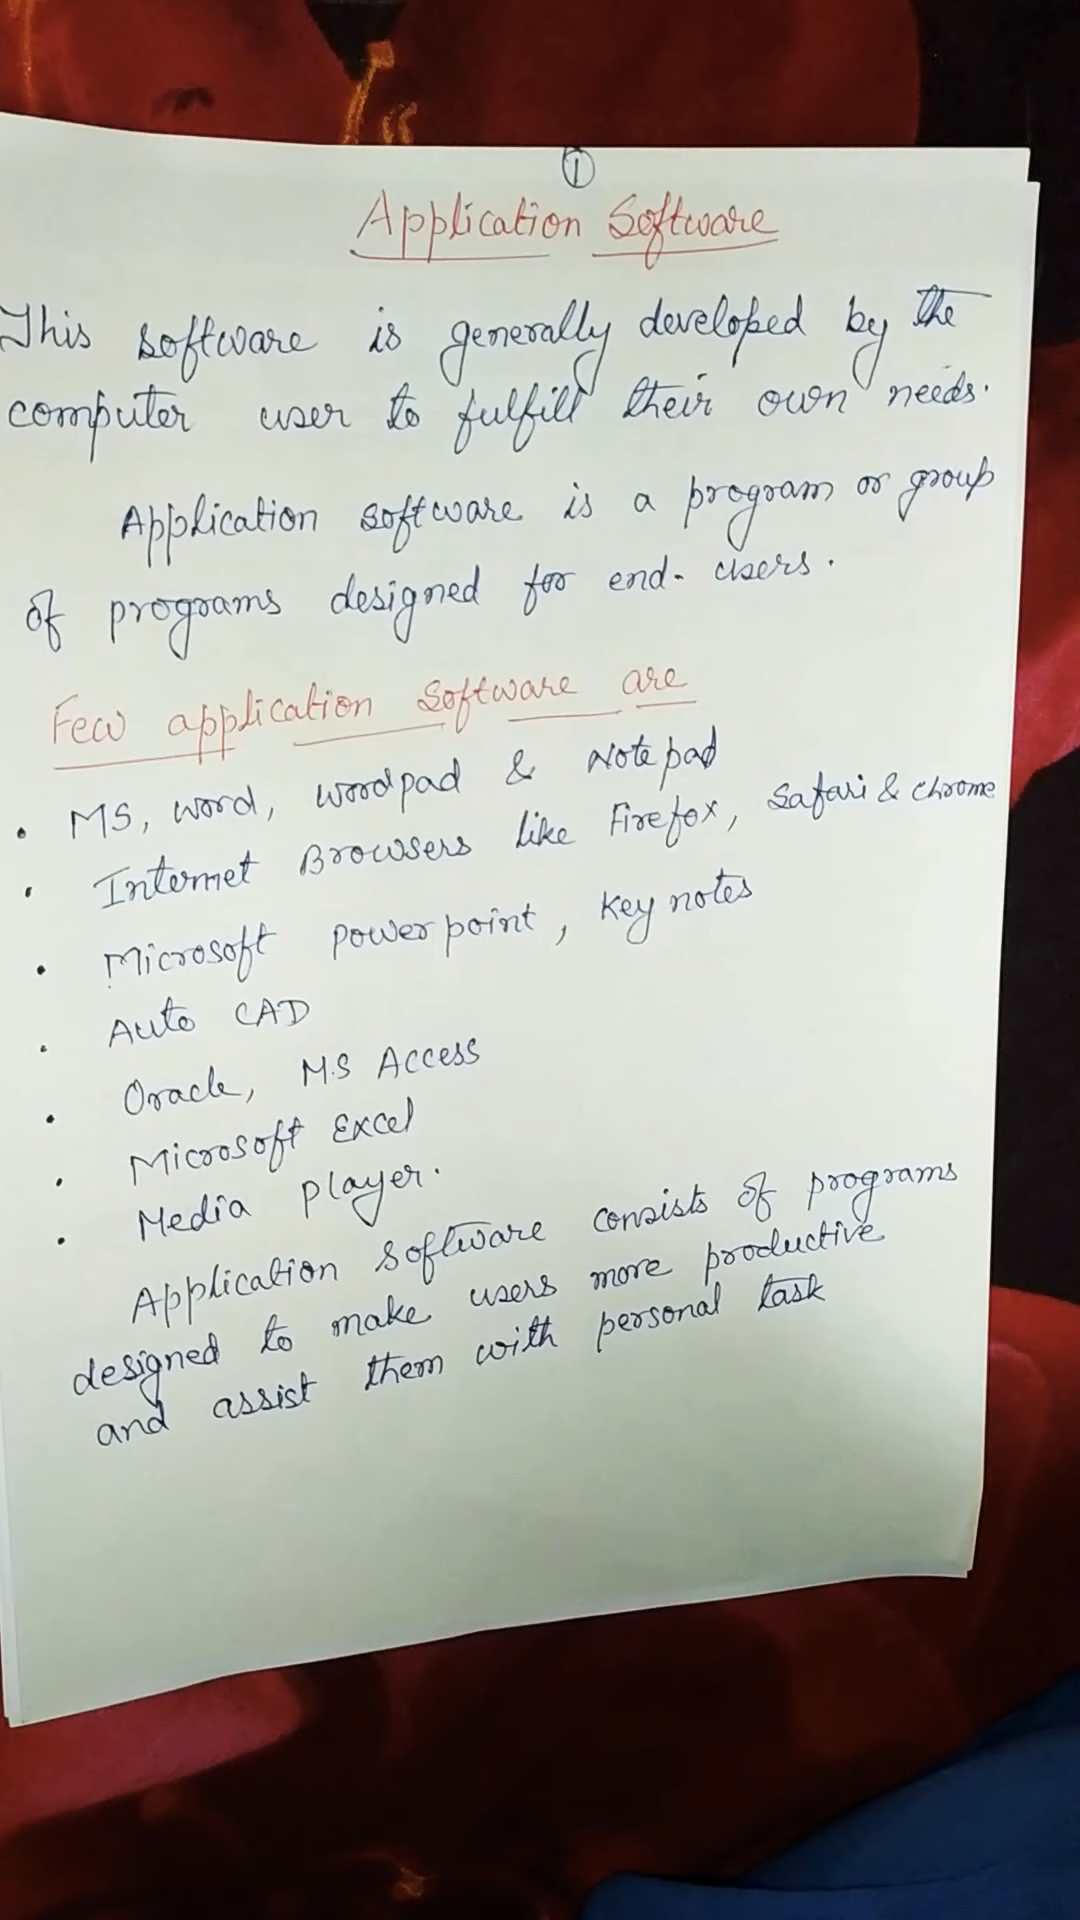 1
Application Software
This software is generally developed by the
computer user to fulfill their own needs.
Application software is a program or group
of programs designed for end-users.
Few application software are
• MS, word, wordpad & Notepad
• Internet Browsers like Firefox, Safari & chrome
• Microsoft powerpoint, key notes
• Auto CAD
• Oracle, M.S Access
• Microsoft Excel
• Media player.
Application software consists of programs
designed to make users more productive
and assist them with personal task